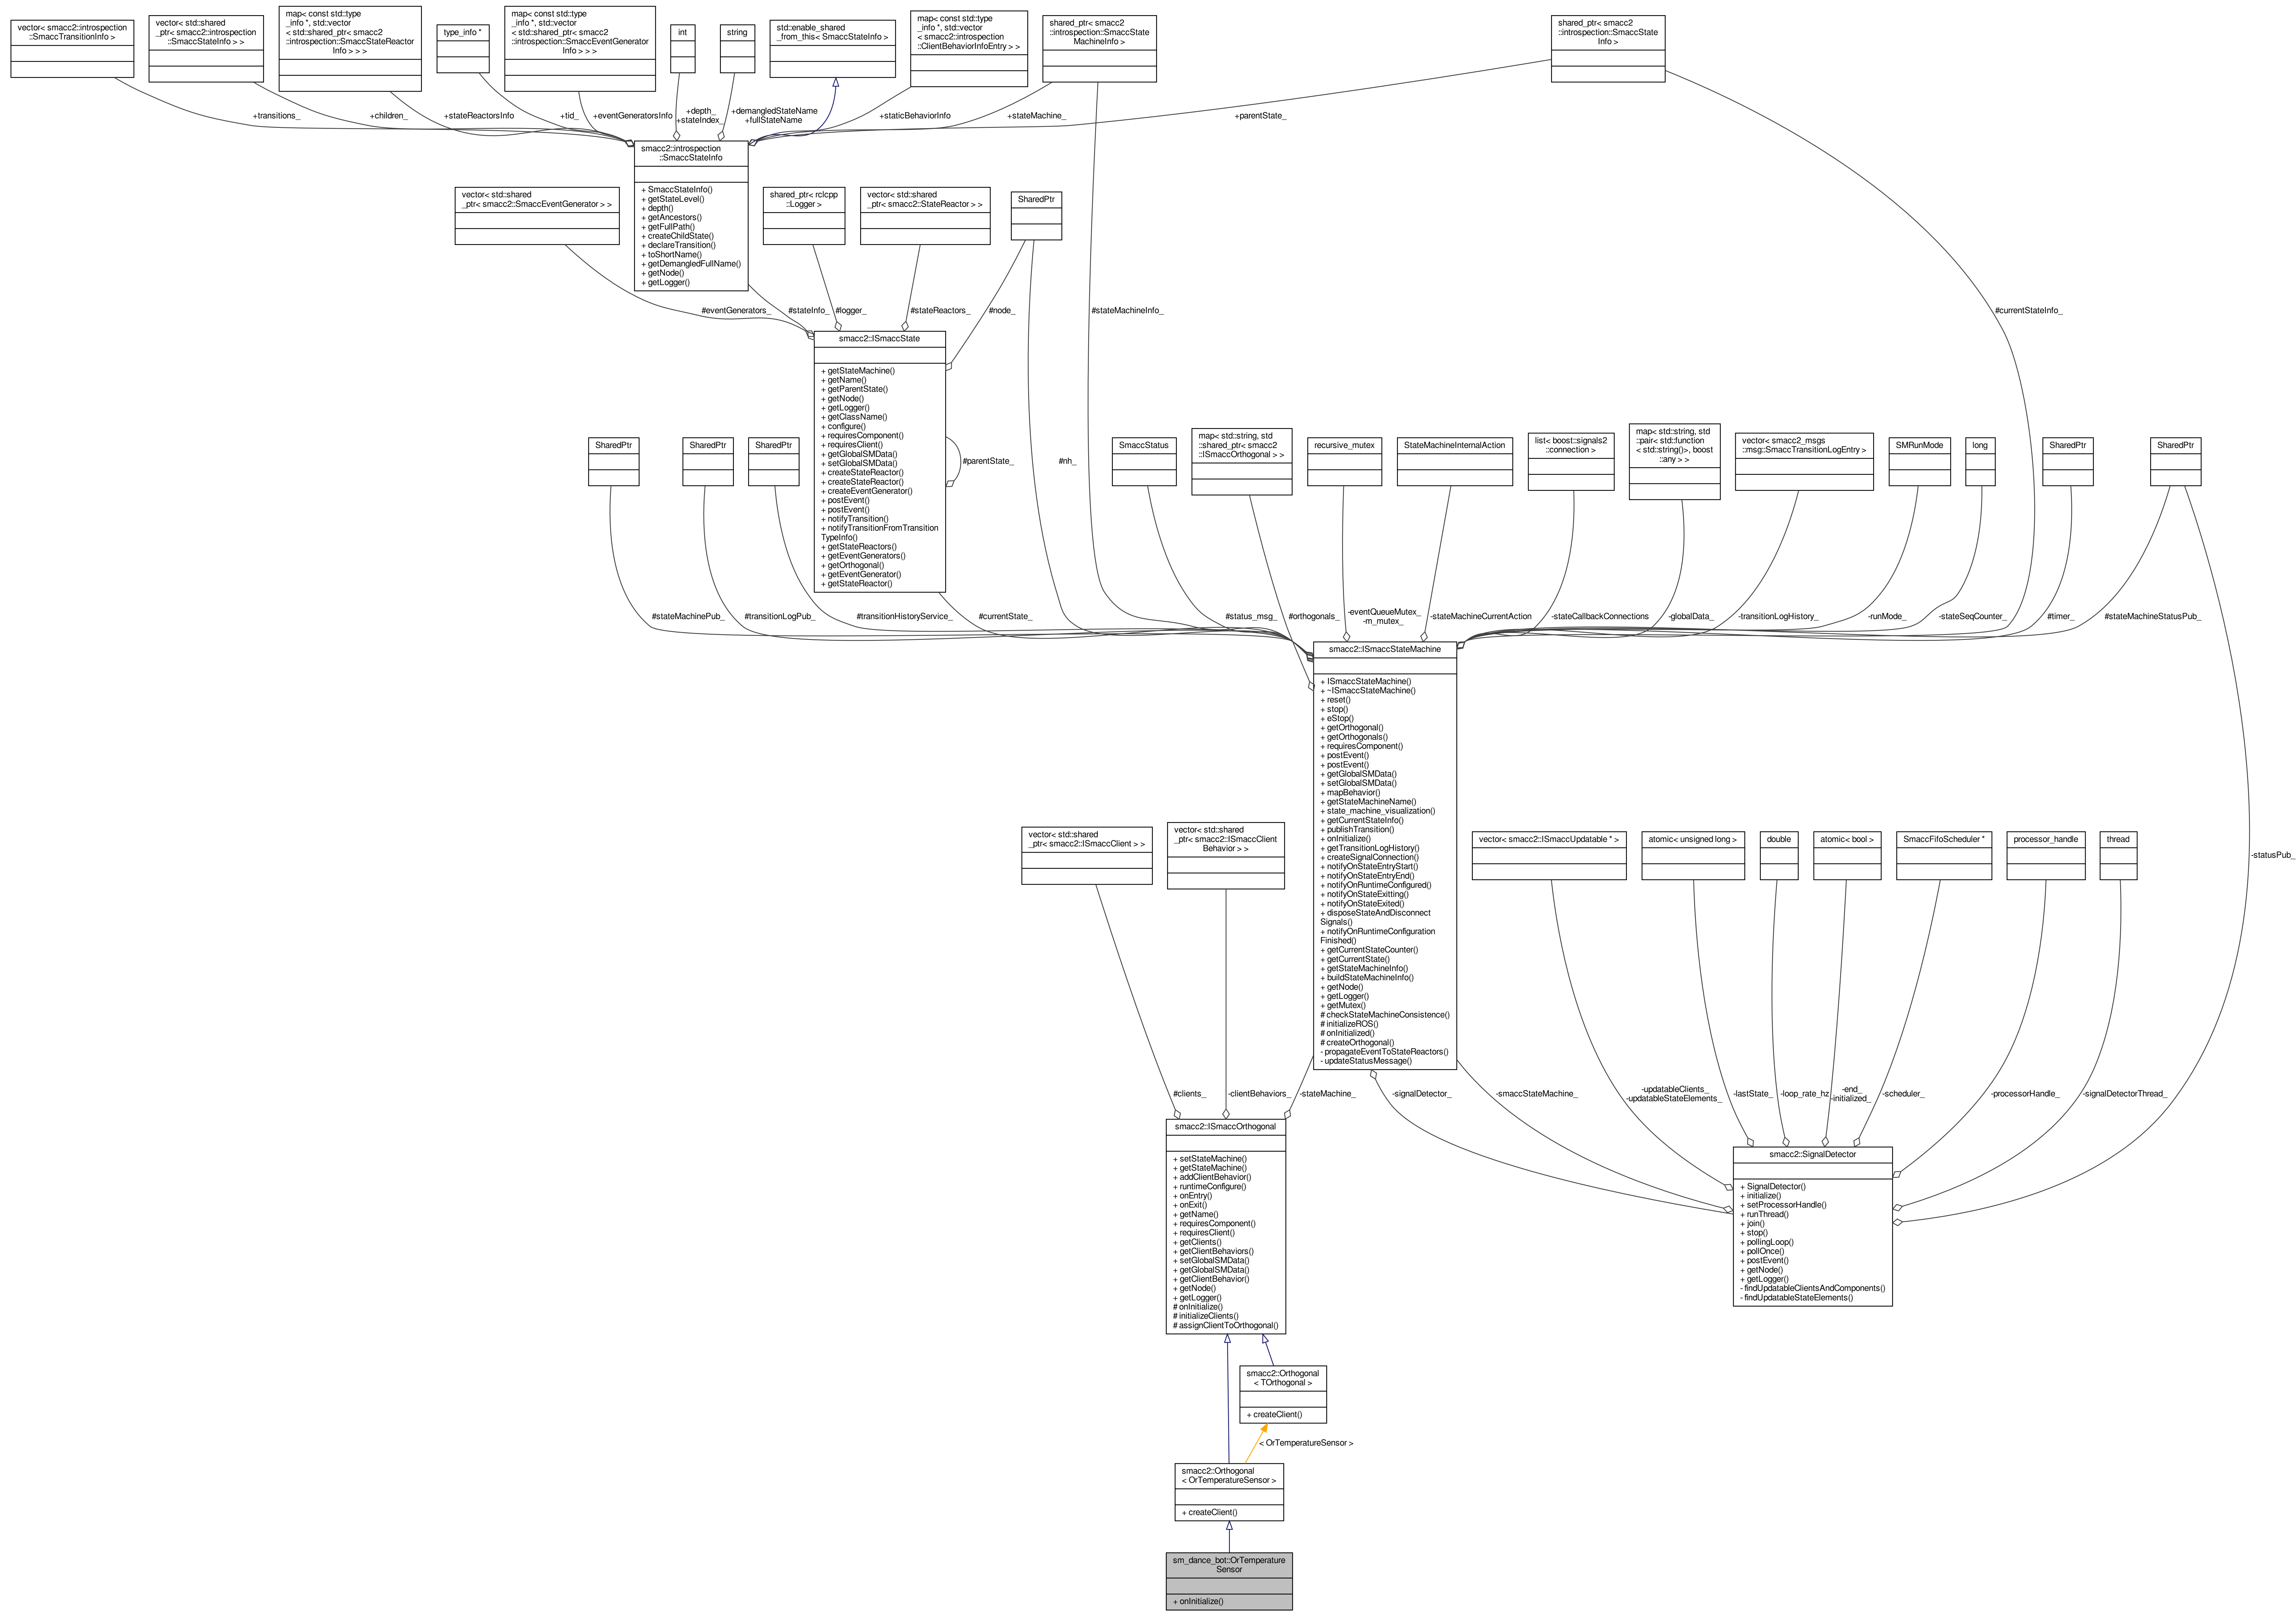 vector< smacc2::introspection
::SmaccTransitionInfo >
vector< std::shared
_ptr< smacc2::introspection
::SmaccStateInfo > >
map< const std::type
_info *, std::vector
< std::shared_ptr< smacc2
::introspection::SmaccStateReactor
Info > > >
type_info *
map< const std::type
_info *, std::vector
< std::shared_ptr< smacc2
::introspection::SmaccEventGenerator
Info > > >
int
string
std::enable_shared
_from_this< SmaccStateInfo >
map< const std::type
_info *, std::vector
< smacc2::introspection
::ClientBehaviorInfoEntry > >
shared_ptr< smacc2
::introspection::SmaccState
MachineInfo >
shared_ptr< smacc2
::introspection::SmaccState
Info >
+transitions_
+children_
+stateReactorsInfo
+tid_
+eventGeneratorsInfo
+depth_
+stateIndex_
+demangledStateName
+fullStateName
+staticBehaviorInfo
+stateMachine_
+parentState_
smacc2::introspection
::SmaccStateInfo
+ SmaccStateInfo()
+ getStateLevel()
+ depth()
+ getAncestors()
+ getFullPath()
+ createChildState()
+ declareTransition()
+ toShortName()
+ getDemangledFullName()
+ getNode()
+ getLogger()
vector< std::shared
_ptr< smacc2::SmaccEventGenerator > >
shared_ptr< rclcpp
::Logger >
vector< std::shared
_ptr< smacc2::StateReactor > >
SharedPtr
#eventGenerators_
#stateInfo_
#logger_
#stateReactors_
#node_
#stateMachineInfo_
#currentStateInfo_
smacc2::ISmaccState
+ getStateMachine()
+ getName()
+ getParentState()
+ getNode()
+ getLogger()
+ getClassName()
+ configure()
+ requiresComponent()
+ requiresClient()
+ getGlobalSMData()
+ setGlobalSMData()
+ createStateReactor()
+ createStateReactor()
+ createEventGenerator()
+ postEvent()
+ postEvent()
+ notifyTransition()
+ notifyTransitionFromTransition
TypeInfo()
+ getStateReactors()
+ getEventGenerators()
+ getOrthogonal()
+ getEventGenerator()
+ getStateReactor()
#parentState_
#nh_
SharedPtr
SharedPtr
SharedPtr
SmaccStatus
map< std::string, std
::shared_ptr< smacc2
::ISmaccOrthogonal > >
recursive_mutex
StateMachineInternalAction
list< boost::signals2
::connection >
map< std::string, std
::pair< std::function
< std::string()>, boost
::any > >
vector< smacc2_msgs
::msg::SmaccTransitionLogEntry >
SMRunMode
long
SharedPtr
SharedPtr
#stateMachinePub_
#transitionLogPub_
#transitionHistoryService_
#currentState_
#status_msg_
#orthogonals_
-eventQueueMutex_
-m_mutex_
-stateMachineCurrentAction
-stateCallbackConnections
-globalData_
-transitionLogHistory_
-runMode_
-stateSeqCounter_
#timer_
#stateMachineStatusPub_
smacc2::ISmaccStateMachine
+ ISmaccStateMachine()
+ ~ISmaccStateMachine()
+ reset()
+ stop()
+ eStop()
+ getOrthogonal()
+ getOrthogonals()
+ requiresComponent()
+ postEvent()
+ postEvent()
+ getGlobalSMData()
+ setGlobalSMData()
+ mapBehavior()
+ getStateMachineName()
+ state_machine_visualization()
+ getCurrentStateInfo()
+ publishTransition()
+ onInitialize()
+ getTransitionLogHistory()
+ createSignalConnection()
+ notifyOnStateEntryStart()
+ notifyOnStateEntryEnd()
+ notifyOnRuntimeConfigured()
+ notifyOnStateExitting()
+ notifyOnStateExited()
+ disposeStateAndDisconnect
Signals()
+ notifyOnRuntimeConfiguration
Finished()
+ getCurrentStateCounter()
+ getCurrentState()
+ getStateMachineInfo()
+ buildStateMachineInfo()
+ getNode()
+ getLogger()
+ getMutex()
# checkStateMachineConsistence()
# initializeROS()
# onInitialized()
# createOrthogonal()
- propagateEventToStateReactors()
- updateStatusMessage()
vector< std::shared
_ptr< smacc2::ISmaccClient > >
vector< std::shared
_ptr< smacc2::ISmaccClient
Behavior > >
vector< smacc2::ISmaccUpdatable * >
atomic< unsigned long >
double
atomic< bool >
SmaccFifoScheduler *
processor_handle
thread
-statusPub_
#clients_
-clientBehaviors_
-stateMachine_
-signalDetector_
-smaccStateMachine_
-updatableClients_
-updatableStateElements_
-lastState_
-loop_rate_hz
-end_
-initialized_
-scheduler_
-processorHandle_
-signalDetectorThread_
smacc2::ISmaccOrthogonal
+ setStateMachine()
+ getStateMachine()
+ addClientBehavior()
+ runtimeConfigure()
+ onEntry()
+ onExit()
+ getName()
+ requiresComponent()
+ requiresClient()
+ getClients()
+ getClientBehaviors()
+ setGlobalSMData()
+ getGlobalSMData()
+ getClientBehavior()
+ getNode()
+ getLogger()
# onInitialize()
# initializeClients()
# assignClientToOrthogonal()
smacc2::SignalDetector
+ SignalDetector()
+ initialize()
+ setProcessorHandle()
+ runThread()
+ join()
+ stop()
+ pollingLoop()
+ pollOnce()
+ postEvent()
+ getNode()
+ getLogger()
- findUpdatableClientsAndComponents()
- findUpdatableStateElements()
smacc2::Orthogonal
< TOrthogonal >
+ createClient()
< OrTemperatureSensor >
smacc2::Orthogonal
< OrTemperatureSensor >
+ createClient()
sm_dance_bot::OrTemperature
Sensor
+ onInitialize()